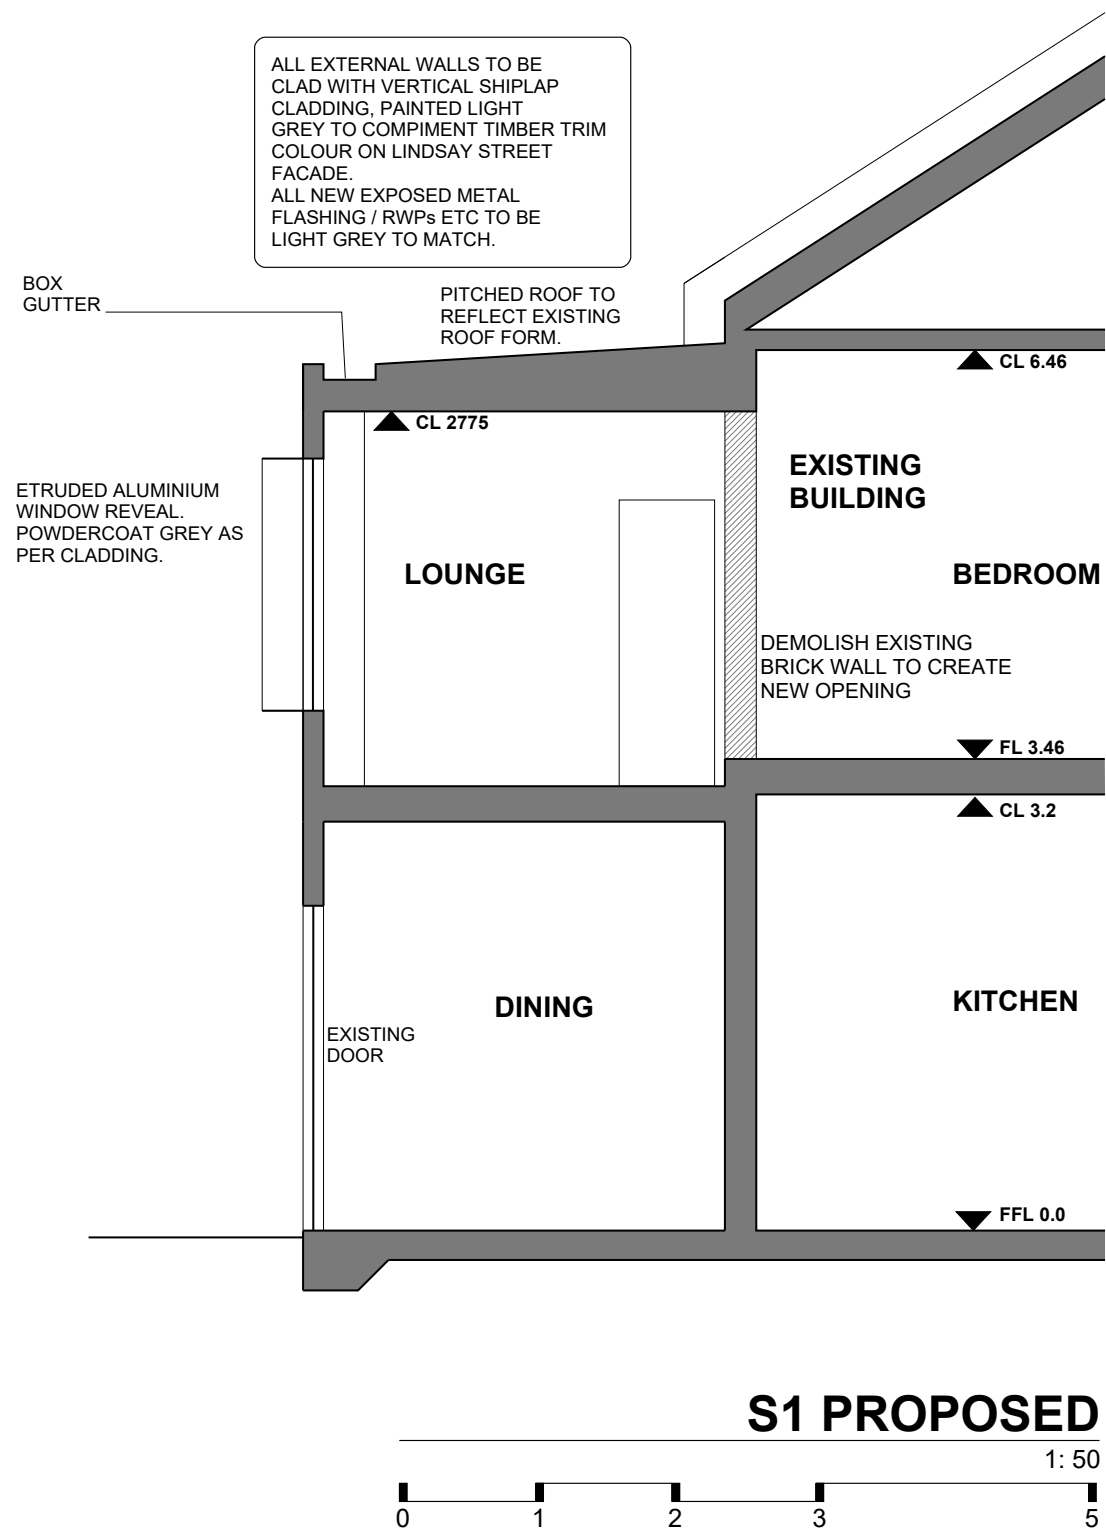 ALL EXTERNAL WALLS TO BE
CLAD WITH VERTICAL SHIPLAP
CLADDING, PAINTED LIGHT
GREY TO COMPIMENT TIMBER TRIM
COLOUR ON LINDSAY STREET
FACADE.
ALL NEW EXPOSED METAL
FLASHING / RWPs ETC TO BE
LIGHT GREY TO MATCH.
BOX
GUTTER
PITCHED ROOF TO
REFLECT EXISTING
ROOF FORM.
CL 6.46
CL 2775
EXISTING
BUILDING
ETRUDED ALUMINIUM
WINDOW REVEAL.
POWDERCOAT GREY AS
PER CLADDING.
LOUNGE
BEDROOM
DEMOLISH EXISTING
BRICK WALL TO CREATE
NEW OPENING
FL 3.46
CL 3.2
DINING
KITCHEN
EXISTING
DOOR
FFL 0.0
S1 PROPOSED
1: 50
0 1 2 3 5